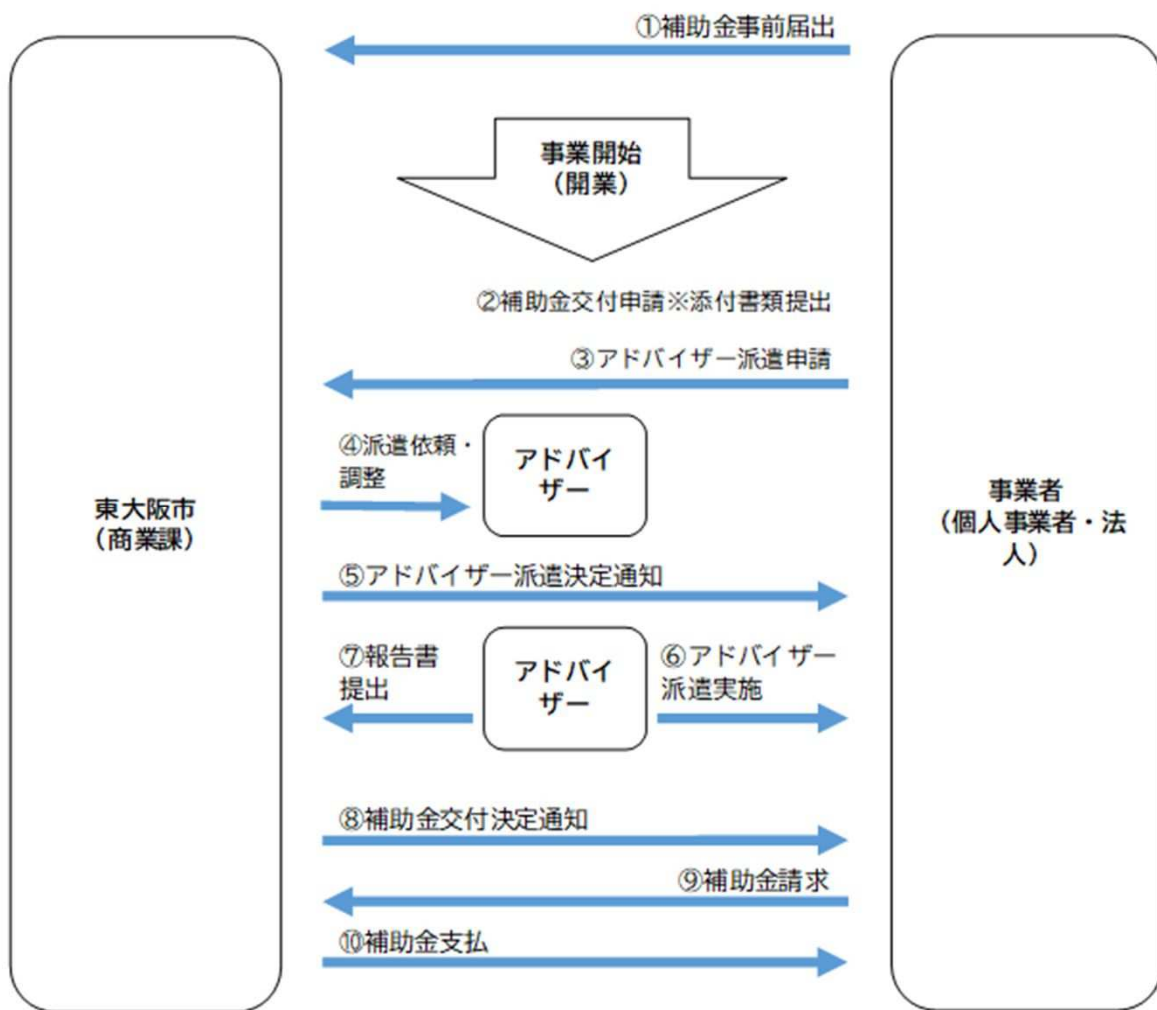 ①補助金事前届出
事業開始
（開業）
②補助金交付申請※添付書類提出
③アドバイザー派遣申請
④派遣依頼・
調整
アドバイ
ザー
東大阪市
（商業課）
事業者
（個人事業者・法
人）
⑤アドバイザー派遣決定通知
⑦報告書
提出
アドバイ
ザー
⑥アドバイザー
派遣実施
⑧補助金交付決定通知
⑨補助金請求
⑩補助金支払